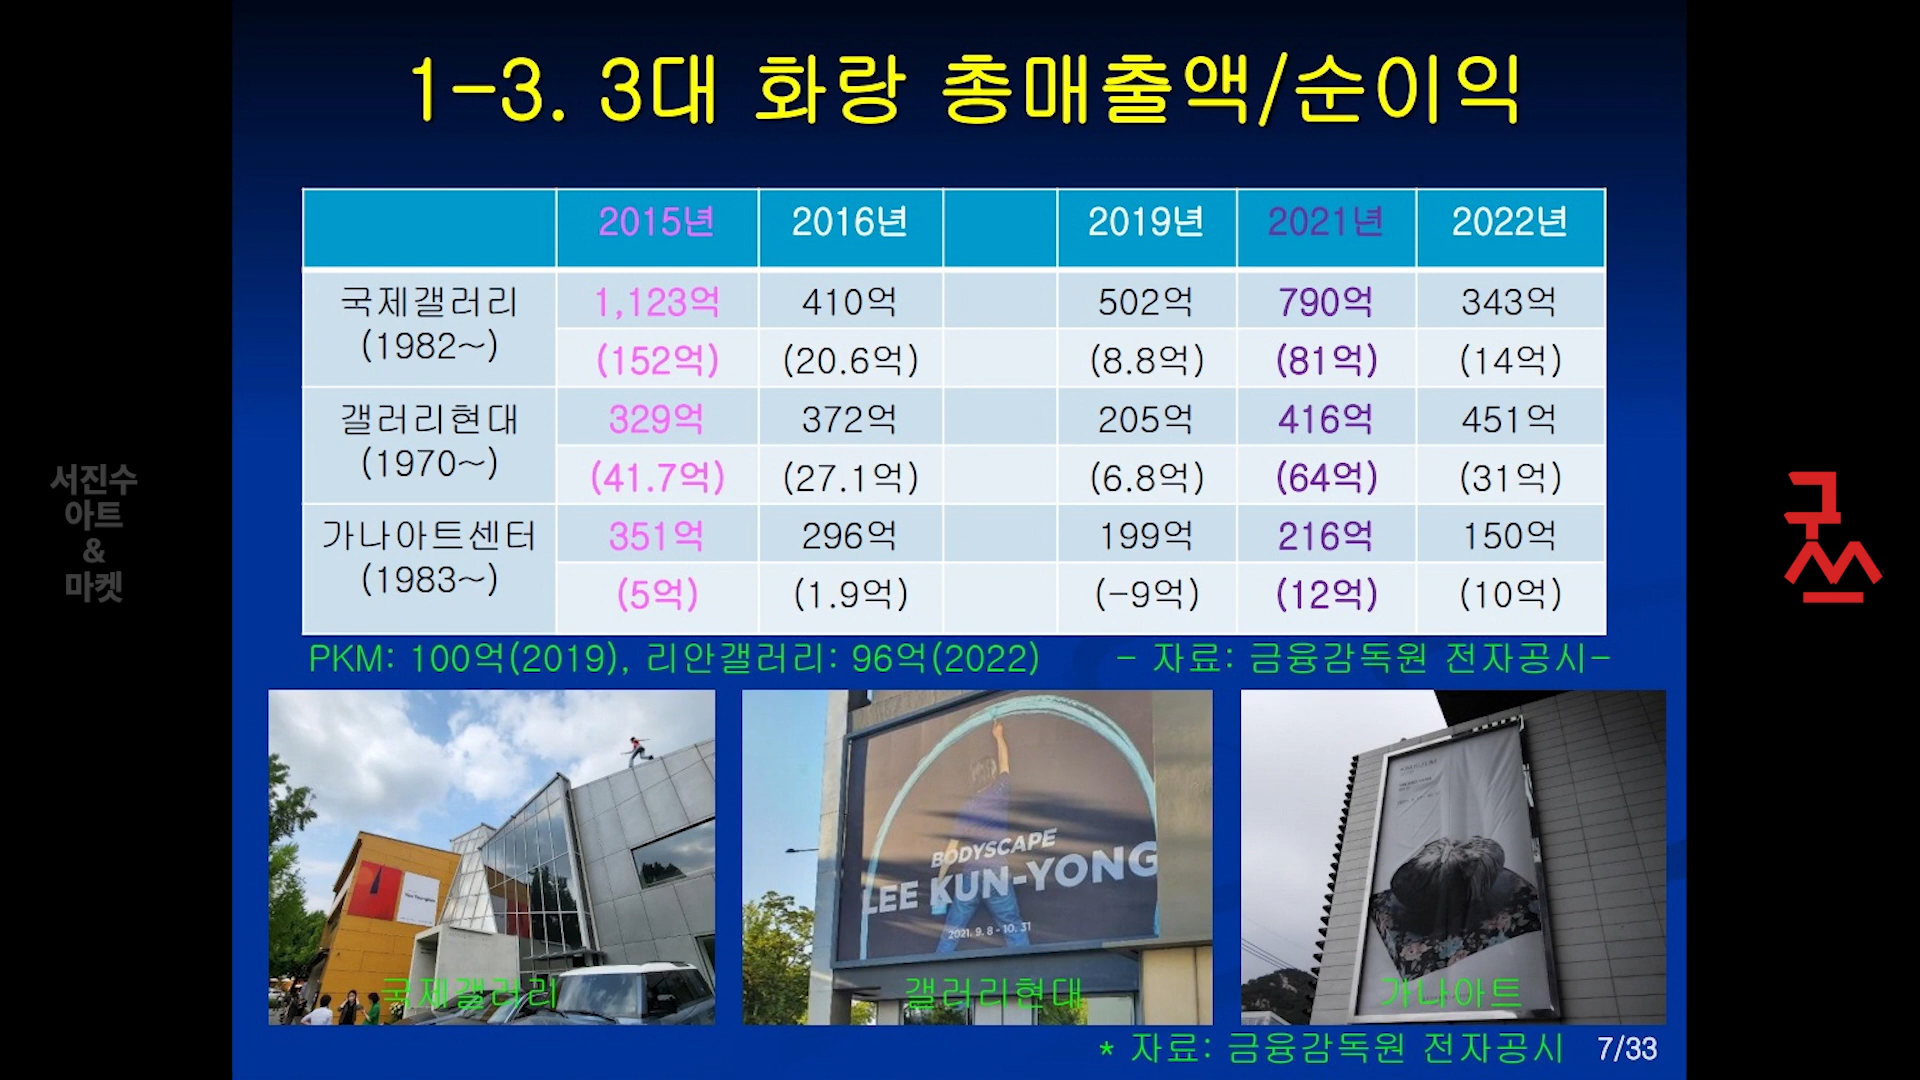 1-3. 3대 화랑 총매출액/순이익
2015년 2016년 2019년 2021년 2022년
국제갤러리 (1982~) 1,123억 410억 502억 790억 343억
(152억) (20.6억) (8.8억) (81억) (14억)
갤러리현대 (1970~) 329억 372억 205억 416억 451억
(41.7억) (27.1억) (6.8억) (64억) (31억)
가나아트센터 (1983~) 351억 296억 199억 216억 150억
(5억) (1.9억) (-9억) (12억) (10억)
PKM: 100억(2019), 리안갤러리: 96억(2022) - 자료: 금융감독원 전자공시-
서진수
아트
&
마켓
굿쓰
BODYSCAPE
LEE KUN-YONG
2021. 9. 8 - 10. 31
국제갤러리
갤러리현대
가나아트
* 자료: 금융감독원 전자공시 7/33